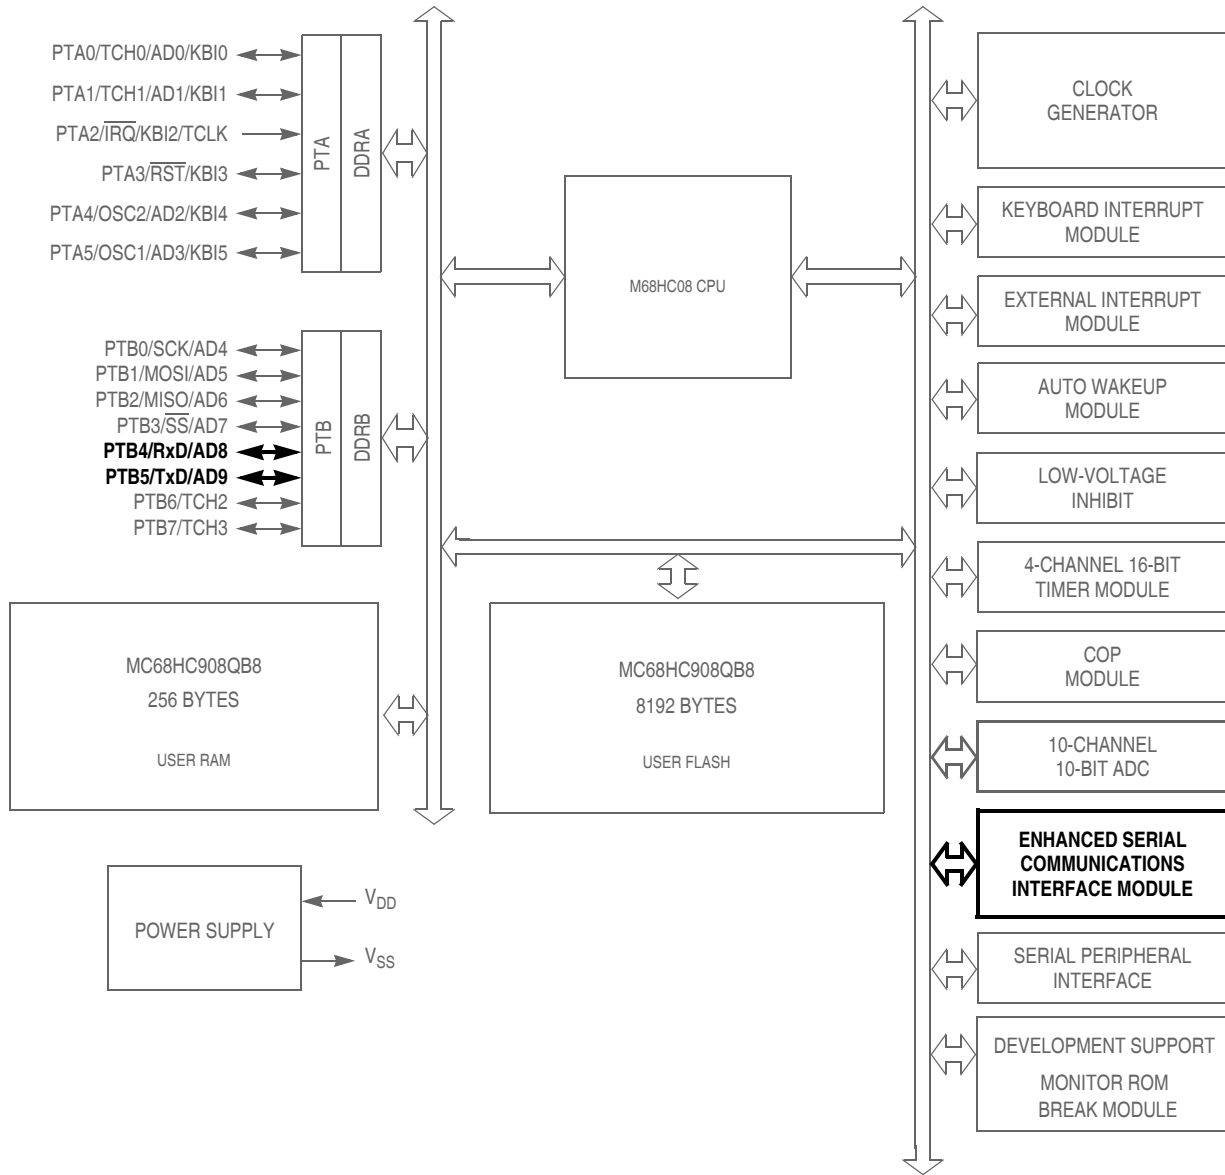 PTA0/TCH0/AD0/KBI0
PTA1/TCH1/AD1/KBI1
PTA2/IRQ/KBI2/TCLK
PTA3/RST/KBI3
PTA4/OSC2/AD2/KBI4
PTA5/OSC1/AD3/KBI5
PTA
DDRA
PTB0/SCK/AD4
PTB1/MOSI/AD5
PTB2/MISO/AD6
PTB3/SS/AD7
PTB4/RxD/AD8
PTB5/TxD/AD9
PTB6/TCH2
PTB7/TCH3
PTB
DDRB
M68HC08 CPU
MC68HC908QB8
256 BYTES
USER RAM
MC68HC908QB8
8192 BYTES
USER FLASH
POWER SUPPLY
VDD
VSS
CLOCK
GENERATOR
KEYBOARD INTERRUPT
MODULE
EXTERNAL INTERRUPT
MODULE
AUTO WAKEUP
MODULE
LOW-VOLTAGE
INHIBIT
4-CHANNEL 16-BIT
TIMER MODULE
COP
MODULE
10-CHANNEL
10-BIT ADC
ENHANCED SERIAL
COMMUNICATIONS
INTERFACE MODULE
SERIAL PERIPHERAL
INTERFACE
DEVELOPMENT SUPPORT
MONITOR ROM
BREAK MODULE